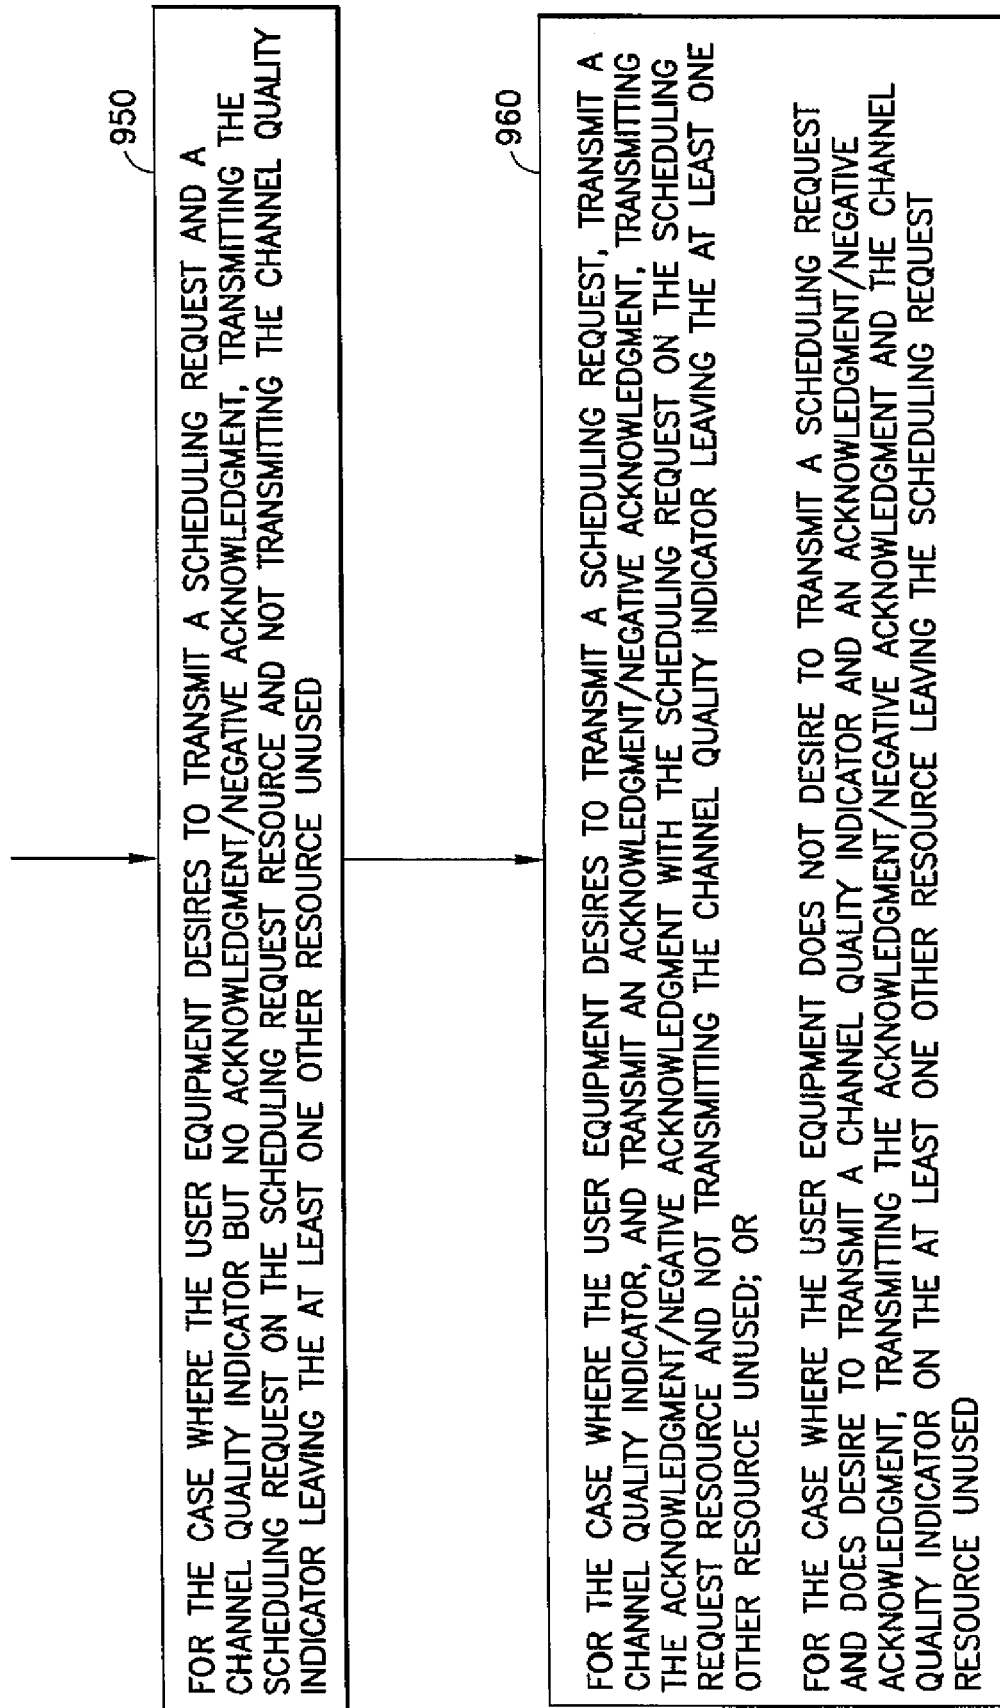 950
FOR THE CASE WHERE THE USER EQUIPMENT DESIRES TO TRANSMIT A SCHEDULING REQUEST AND A
CHANNEL QUALITY INDICATOR BUT NO ACKNOWLEDGMENT/NEGATIVE ACKNOWLEDGMENT, TRANSMITTING THE
SCHEDULING REQUEST ON THE SCHEDULING REQUEST RESOURCE AND NOT TRANSMITTING THE CHANNEL QUALITY
INDICATOR LEAVING THE AT LEAST ONE OTHER RESOURCE UNUSED
960
FOR THE CASE WHERE THE USER EQUIPMENT DESIRES TO TRANSMIT A SCHEDULING REQUEST, TRANSMIT A
CHANNEL QUALITY INDICATOR, AND TRANSMIT AN ACKNOWLEDGMENT/NEGATIVE ACKNOWLEDGMENT, TRANSMITTING
THE ACKNOWLEDGMENT/NEGATIVE ACKNOWLEDGMENT WITH THE SCHEDULING REQUEST ON THE SCHEDULING
REQUEST RESOURCE AND NOT TRANSMITTING THE CHANNEL QUALITY INDICATOR LEAVING THE AT LEAST ONE
OTHER RESOURCE UNUSED; OR
FOR THE CASE WHERE THE USER EQUIPMENT DOES NOT DESIRE TO TRANSMIT A SCHEDULING REQUEST
AND DOES DESIRE TO TRANSMIT A CHANNEL QUALITY INDICATOR AND AN ACKNOWLEDGMENT/NEGATIVE
ACKNOWLEDGMENT, TRANSMITTING THE ACKNOWLEDGMENT/NEGATIVE ACKNOWLEDGMENT AND THE CHANNEL
QUALITY INDICATOR ON THE AT LEAST ONE OTHER RESOURCE LEAVING THE SCHEDULING REQUEST
RESOURCE UNUSED